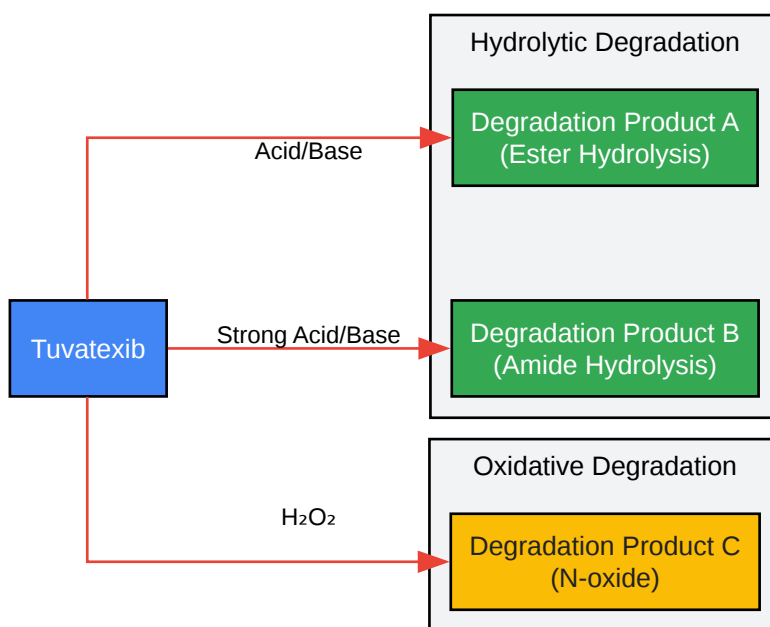 Hydrolytic Degradation
Degradation Product A
(Ester Hydrolysis)
Acid/Base
Tuvatexib
Strong Acid/Base
Degradation Product B
(Amide Hydrolysis)
Oxidative Degradation
H₂O₂
Degradation Product C
(N-oxide)